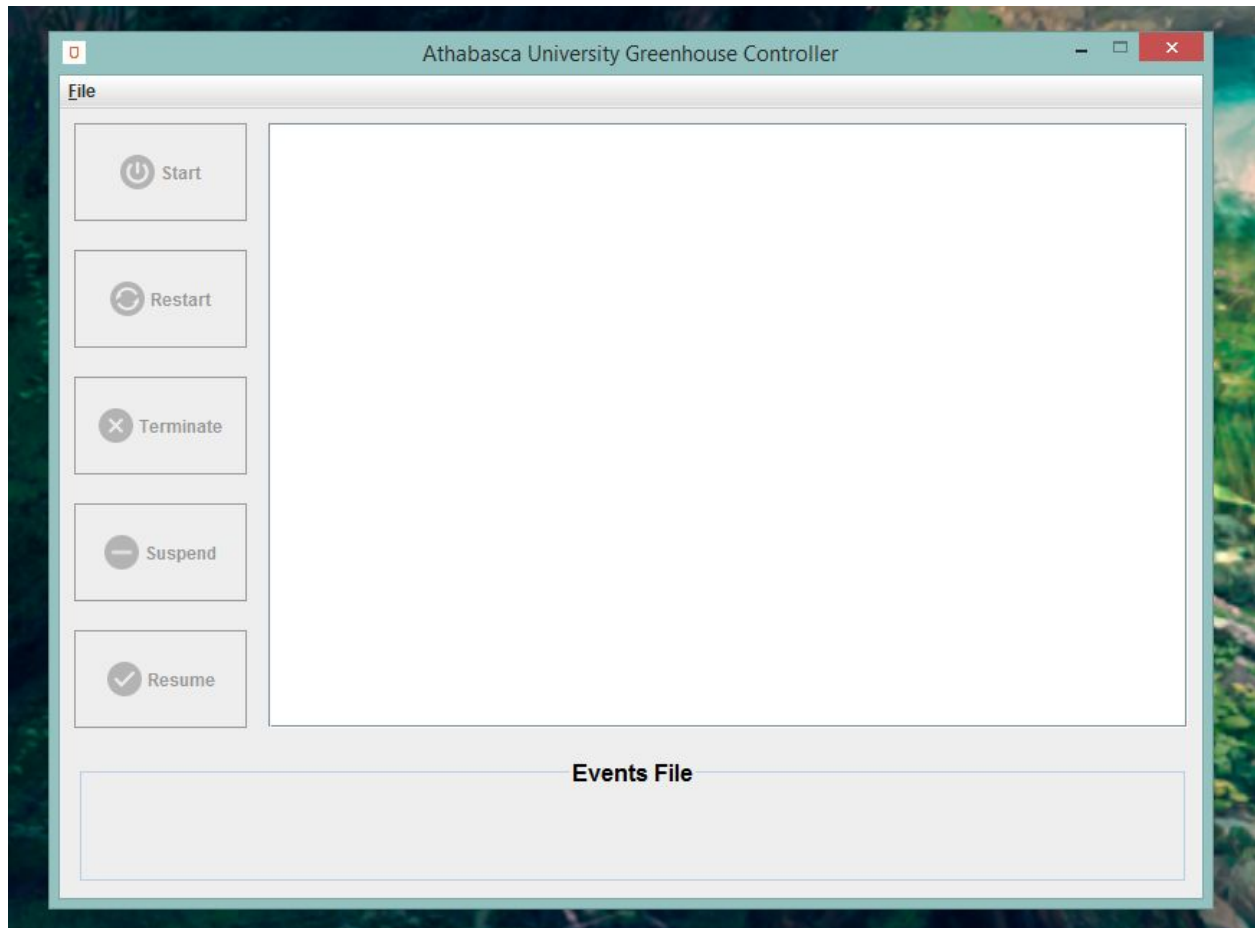 Athabasca University Greenhouse Controller
File
Start
Restart
Terminate
Suspend
Resume
Events File